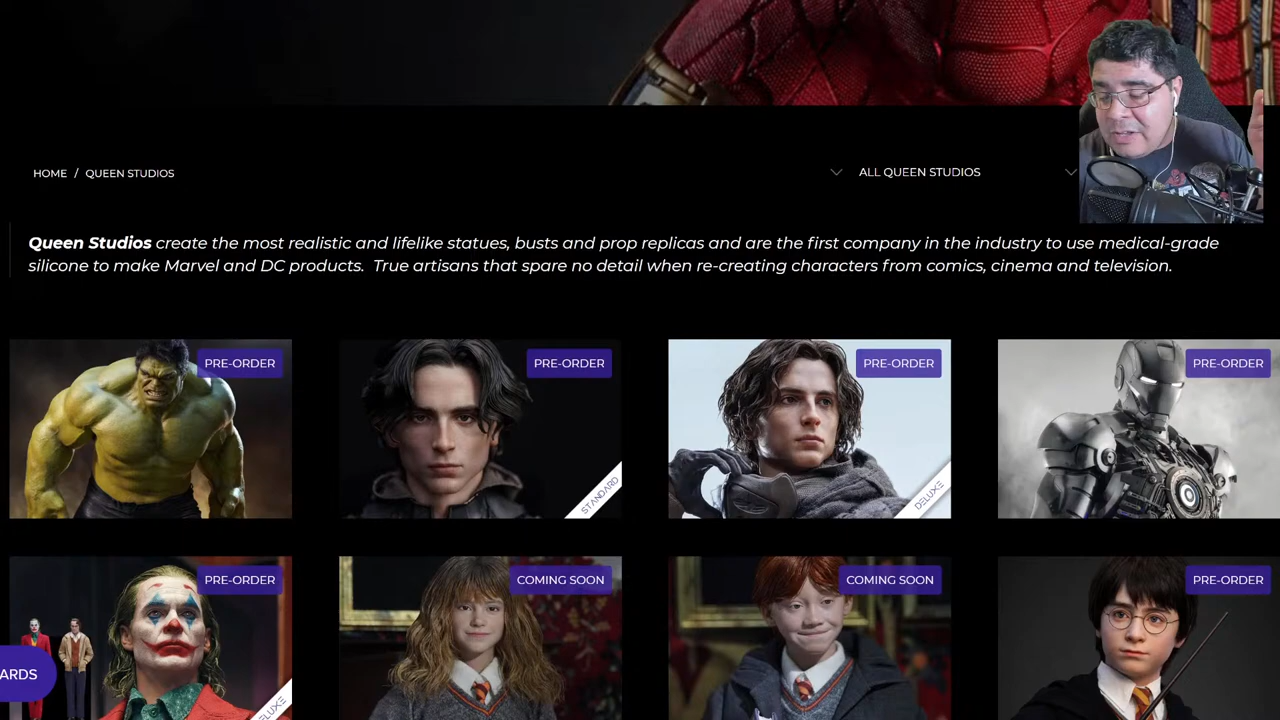 HOME / QUEEN STUDIOS
ALL QUEEN STUDIOS
Queen Studios create the most realistic and lifelike statues, busts and prop replicas and are the first company in the industry to use medical-grade
silicone to make Marvel and DC products. True artisans that spare no detail when re-creating characters from comics, cinema and television.
PRE-ORDER
PRE-ORDER
PRE-ORDER
PRE-ORDER
STANDARD
DELUXE
PRE-ORDER
COMING SOON
COMING SOON
PRE-ORDER
ARDS
ELUXE